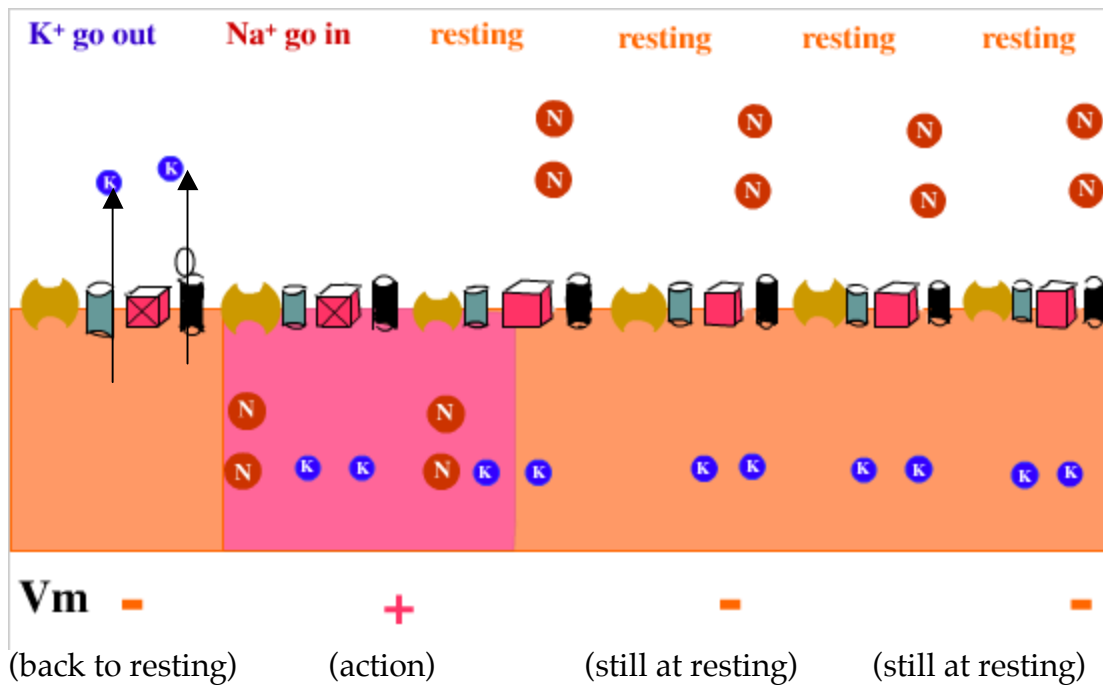 K+ go out Na+ go in resting resting resting resting
N N N N
K K N N N N
N N
N K K N K K K K K K K K
Vm - + - -
(back to resting) (action) (still at resting) (still at resting)